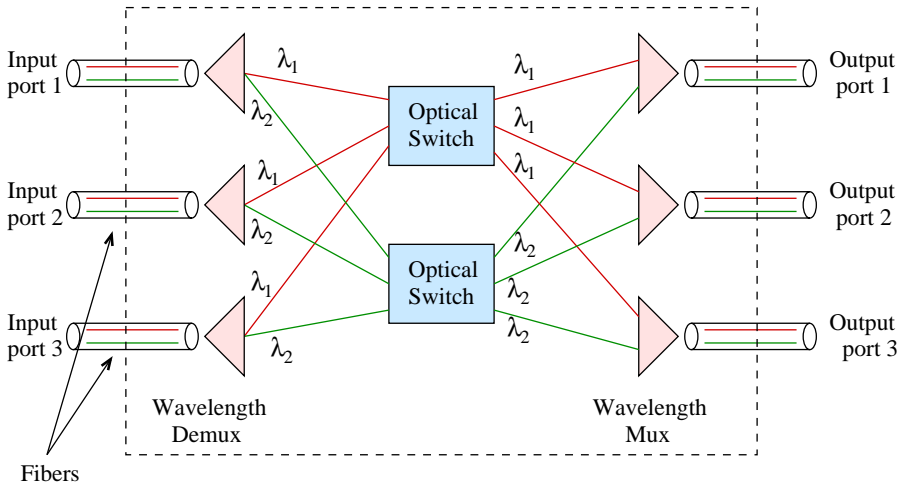 Input
port 1
Input
port 2
Input
port 3
Fibers
Wavelength
Demux
λ1
λ2
λ1
λ2
λ1
λ2
Optical
Switch
Optical
Switch
λ1
λ1
λ1
λ2
λ2
λ2
Wavelength
Mux
Output
port 1
Output
port 2
Output
port 3